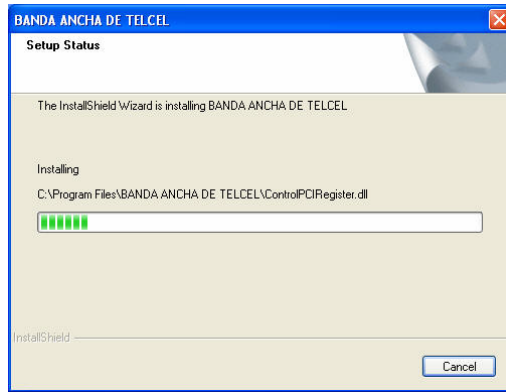 BANDA ANCHA DE TELCEL
Setup Status
The InstallShield Wizard is installing BANDA ANCHA DE TELCEL
Installing
C:\Program Files\BANDA ANCHA DE TELCEL\ControlPCIRegister.dll
InstallShield
Cancel